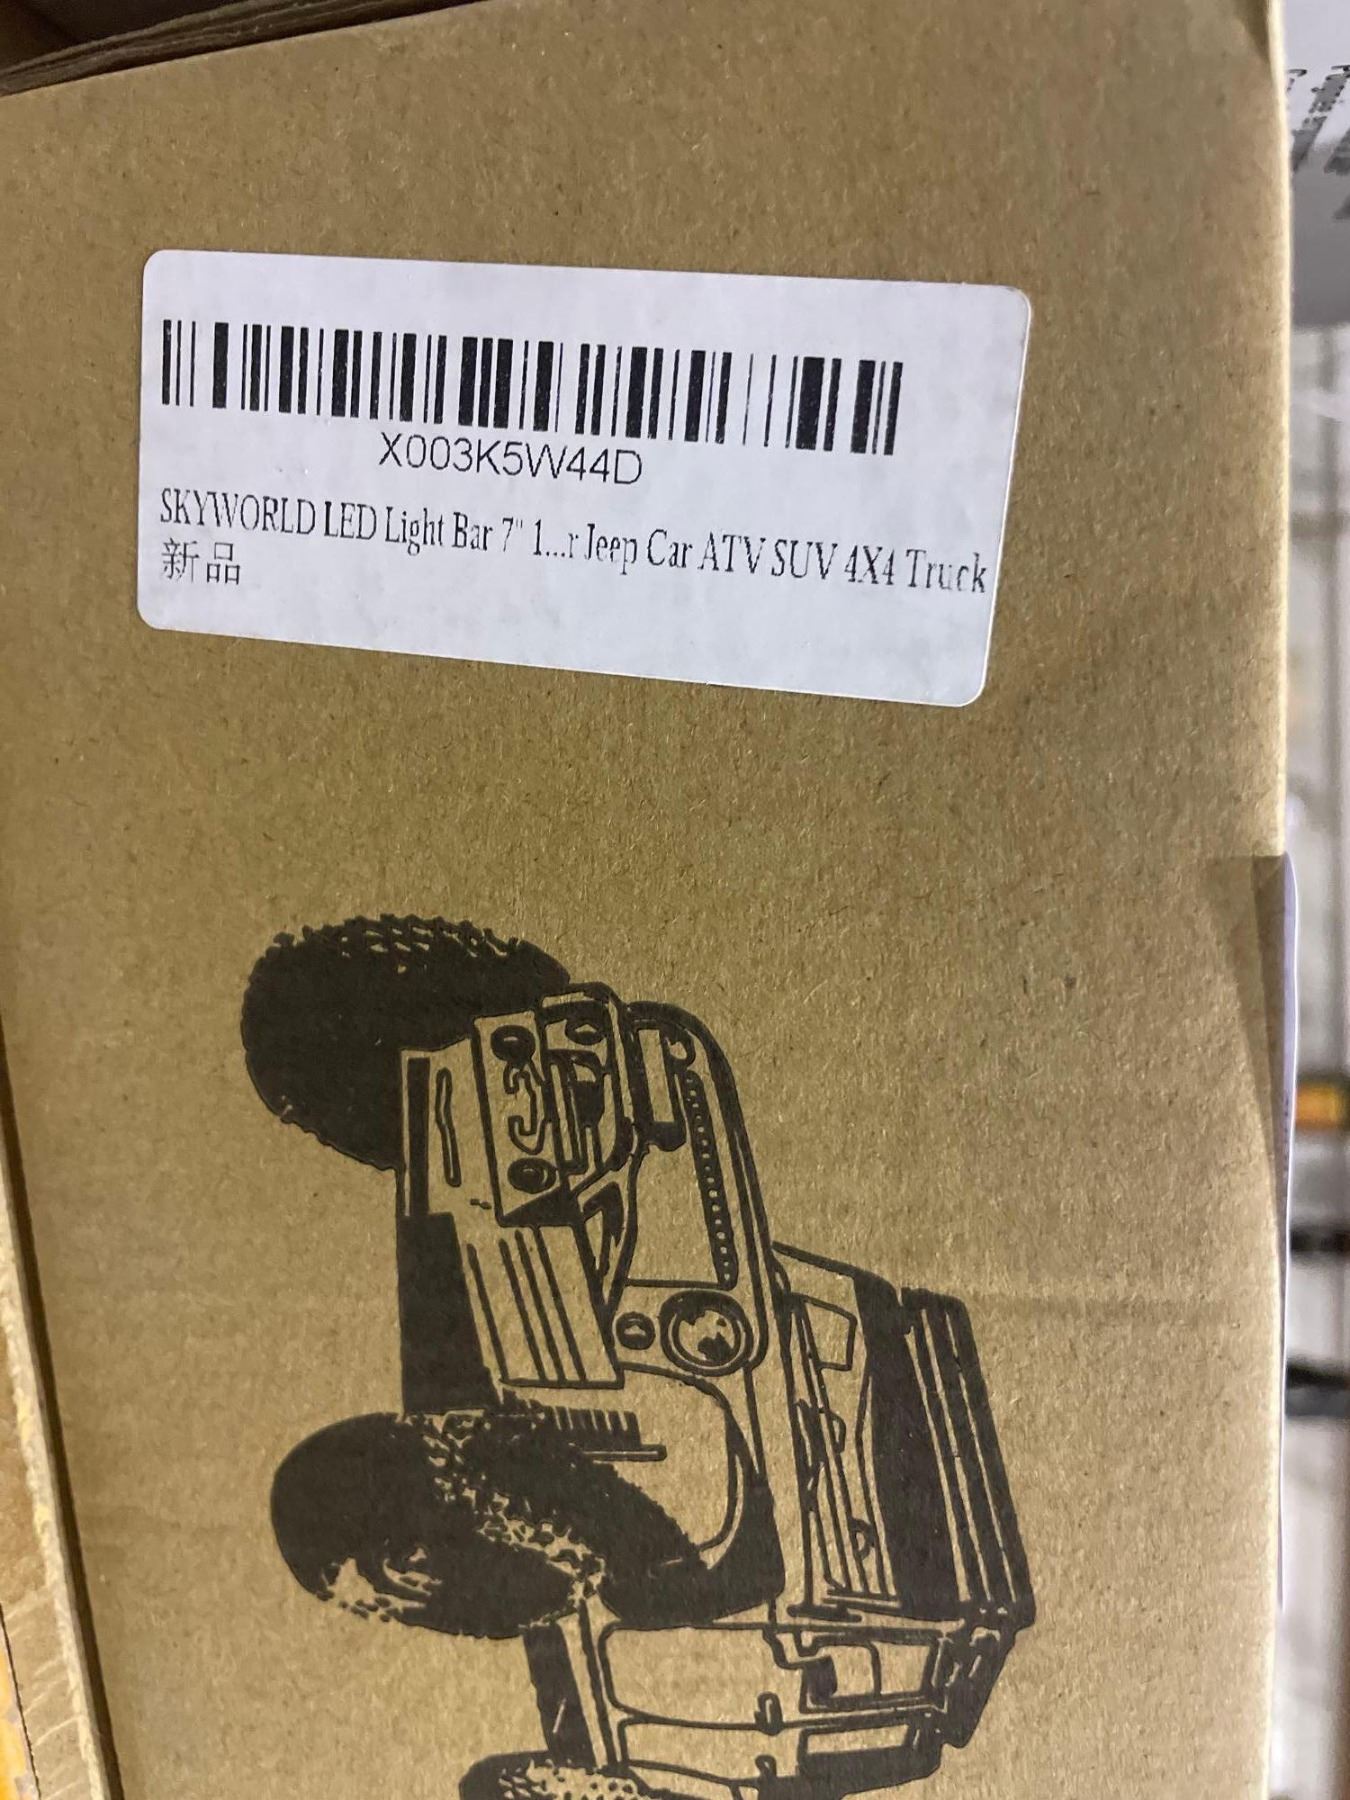 X003K5W44D
SKYWORLD LED Light Bar 7" 1...r Jeep Car ATV SUV 4X4 Truck
新品